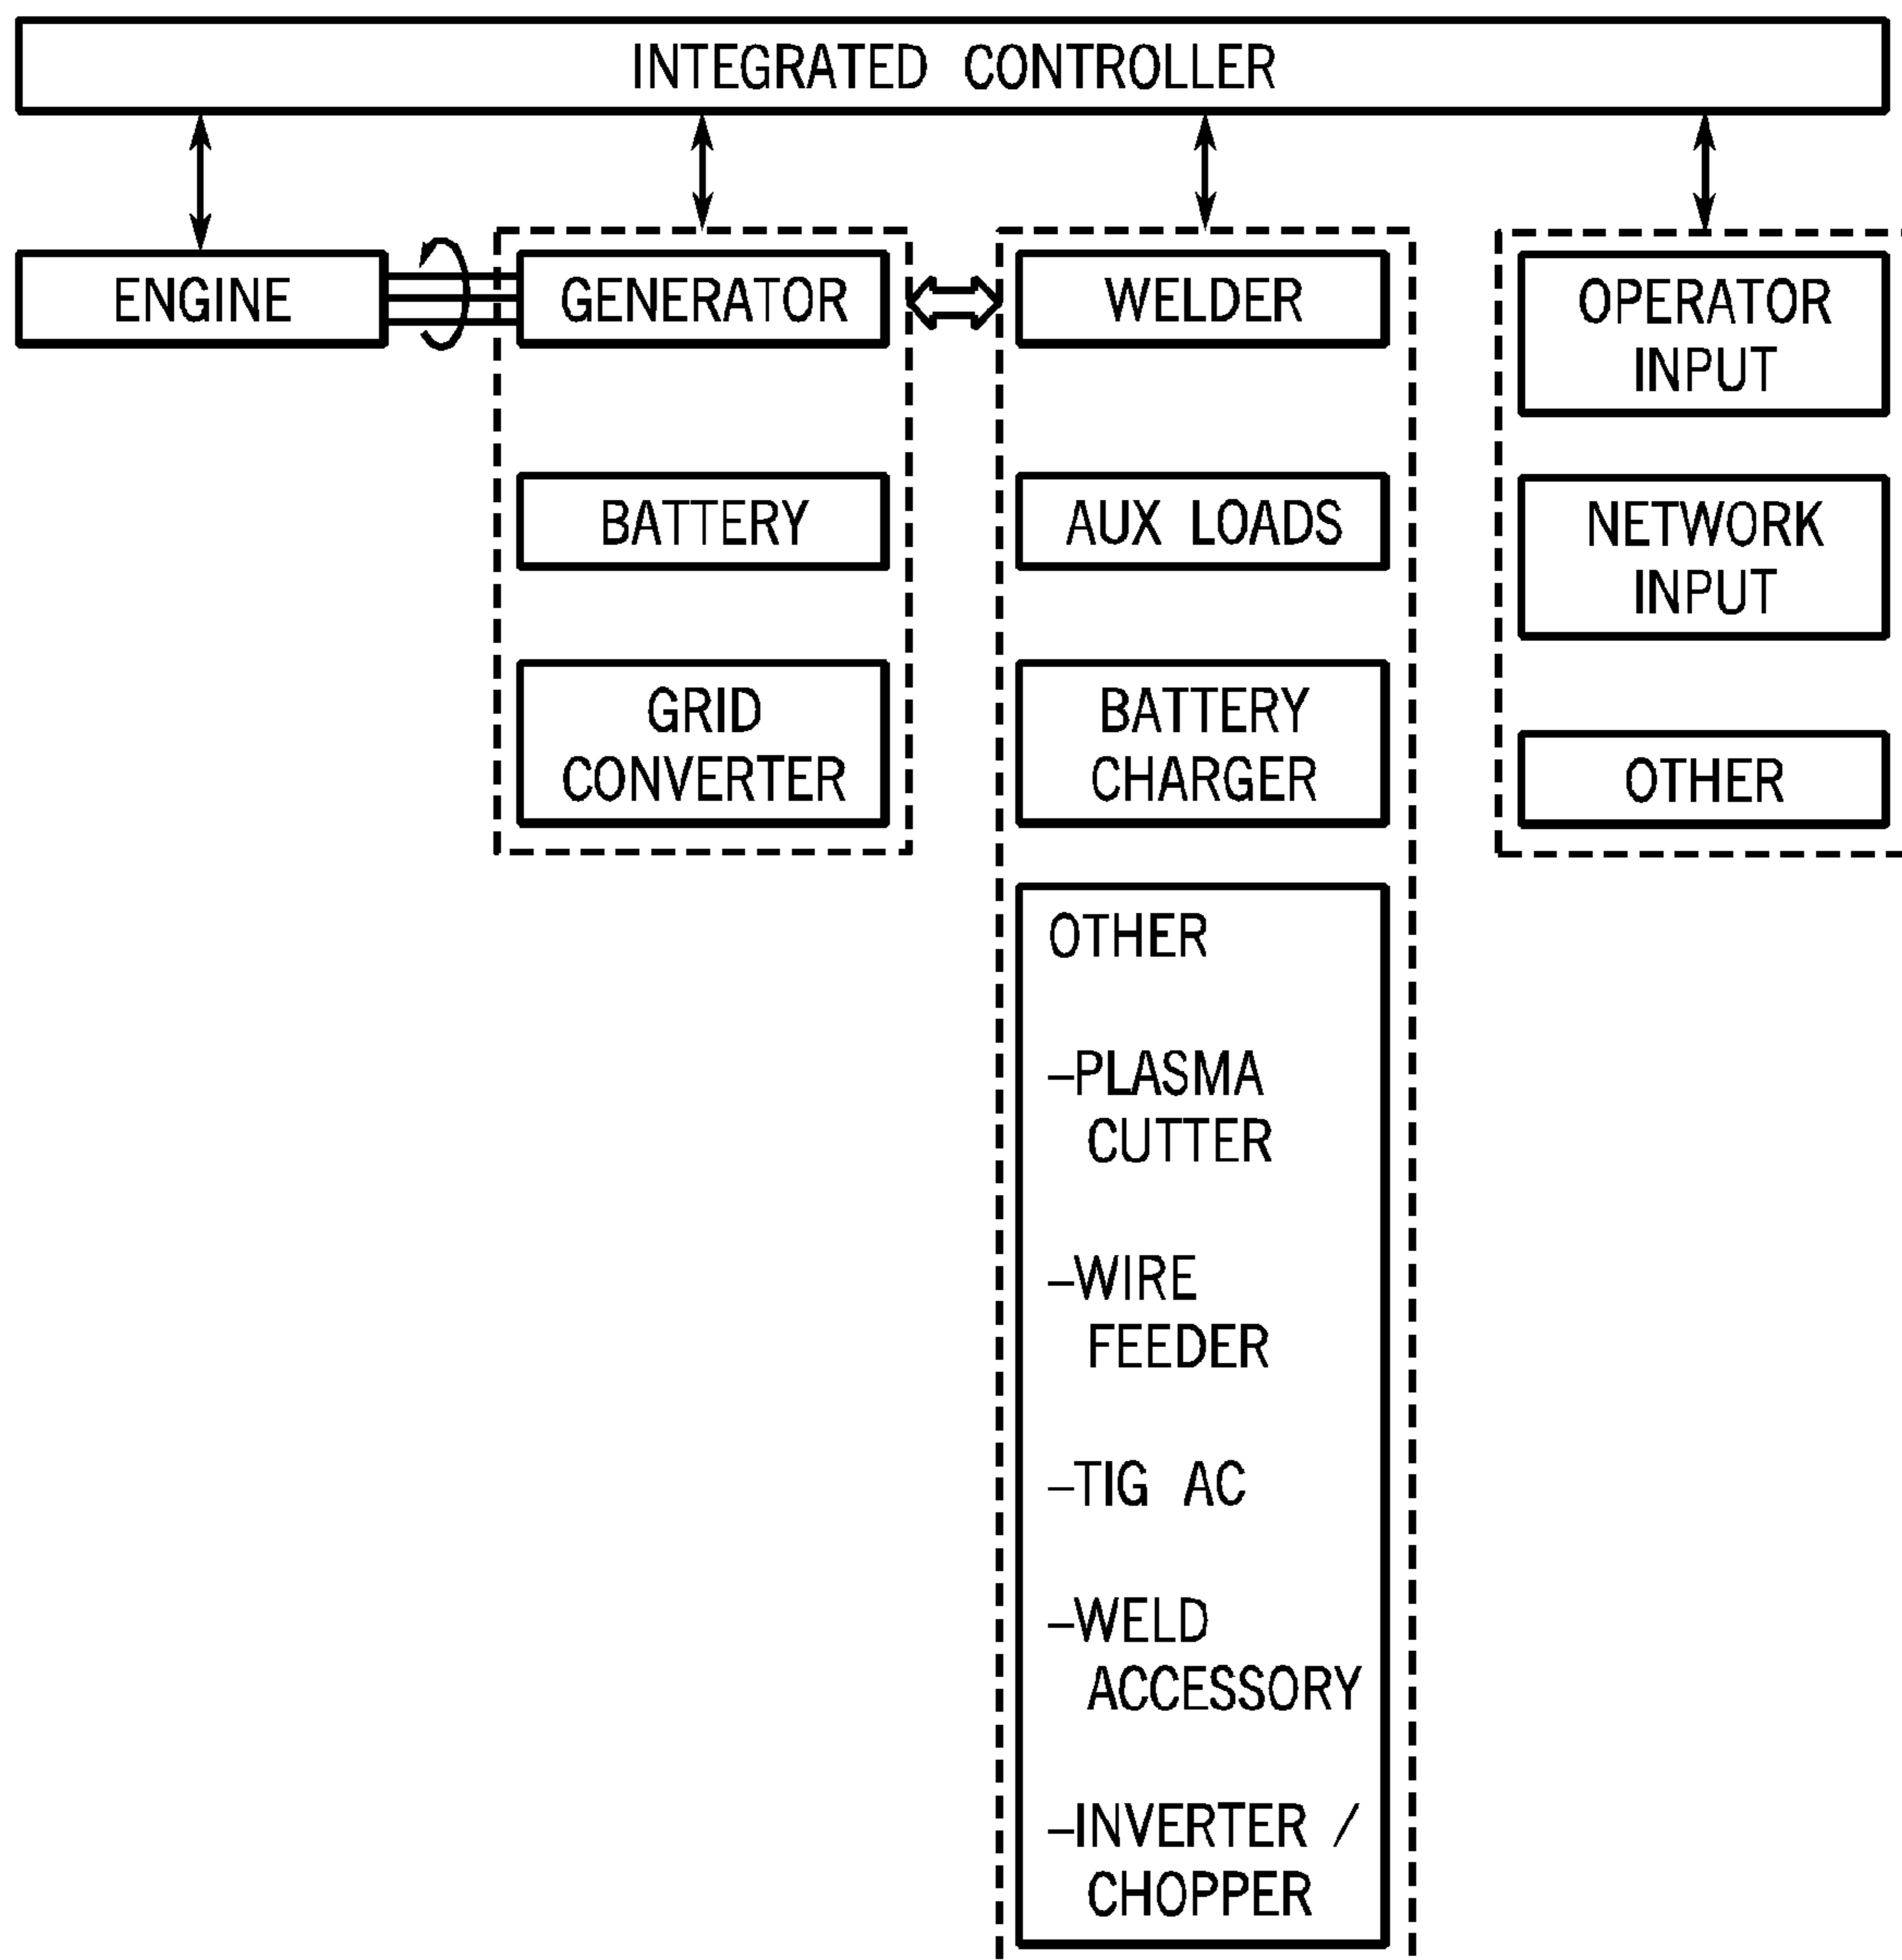 INTEGRATED CONTROLLER
ENGINE
GENERATOR
BATTERY
GRID
CONVERTER
WELDER
AUX LOADS
BATTERY
CHARGER
OTHER
–PLASMA
CUTTER
–WIRE
FEEDER
–TIG AC
–WELD
ACCESSORY
–INVERTER /
CHOPPER
OPERATOR
INPUT
NETWORK
INPUT
OTHER